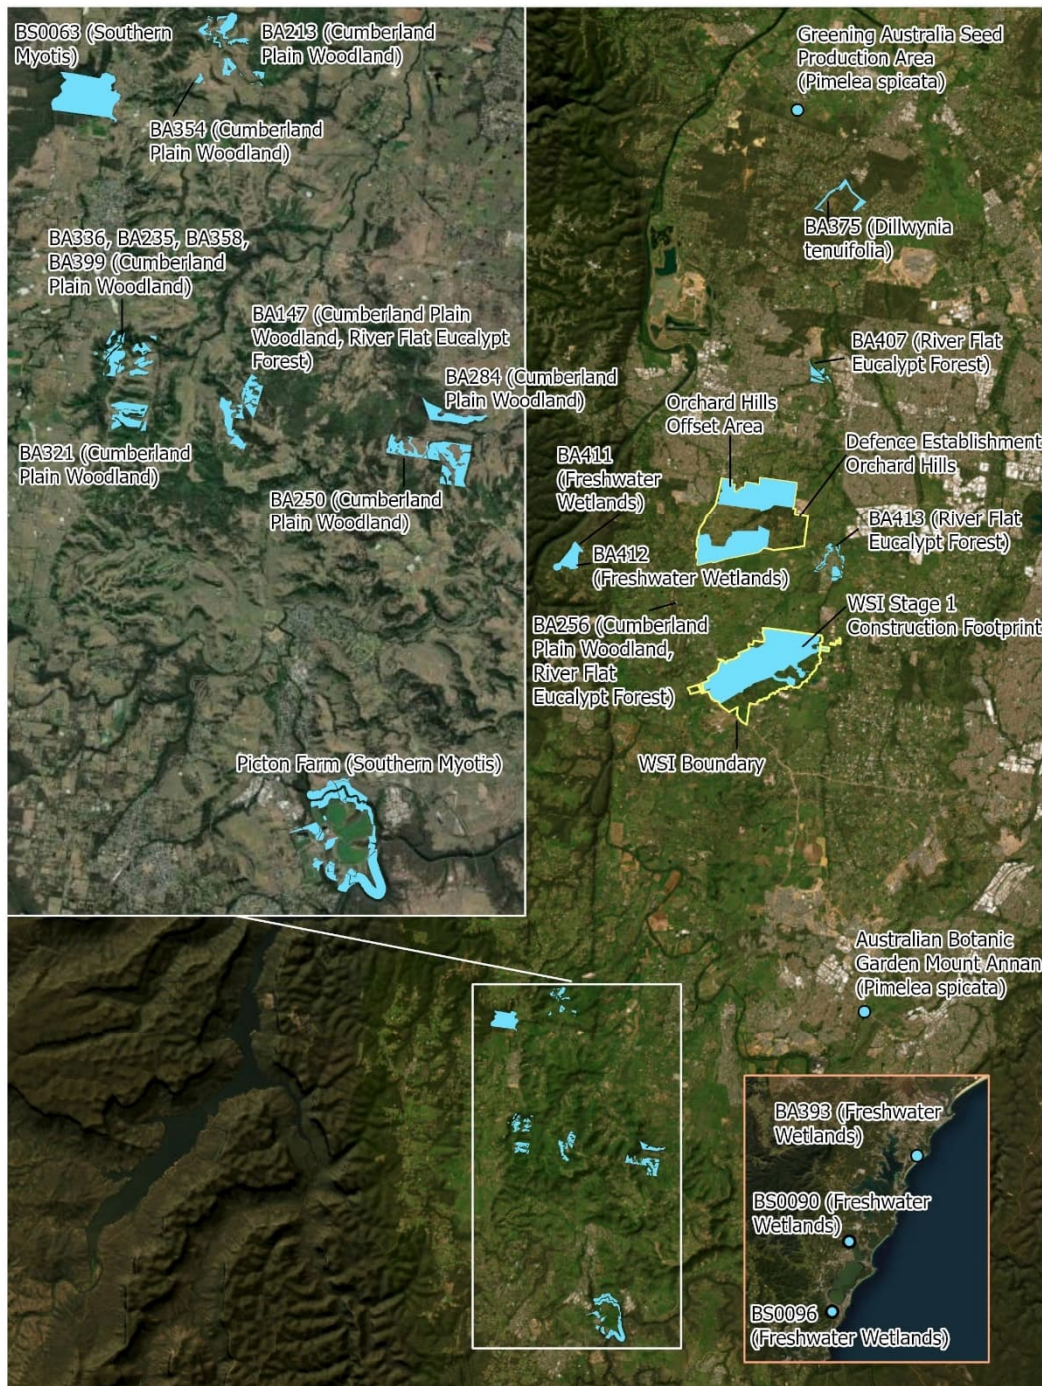 BS0063 (Southern
Myotis)
BA213 (Cumberland
Plain Woodland)
BA354 (Cumberland
Plain Woodland)
BA336, BA235, BA358,
BA399 (Cumberland
Plain Woodland)
BA147 (Cumberland Plain
Woodland, River Flat Eucalypt
Forest)
BA284 (Cumberland
Plain Woodland)
BA321 (Cumberland
Plain Woodland)
BA250 (Cumberland
Plain Woodland)
Picton Farm (Southern Myotis)
Greening Australia Seed
Production Area
(Pimelea spicata)
BA375 (Dillwynia
tenuifolia)
BA407 (River Flat
Eucalypt Forest)
Orchard Hills
Offset Area
Defence Establishment
Orchard Hills
BA411
(Freshwater
Wetlands)
BA413 (River Flat
Eucalypt Forest)
BA412
(Freshwater Wetlands)
BA256 (Cumberland
Plain Woodland,
River Flat
Eucalypt Forest)
WSI Stage 1
Construction Footprint
WSI Boundary
Australian Botanic
Garden Mount Annan
(Pimelea spicata)
BA393 (Freshwater
Wetlands)
BS0090 (Freshwater
Wetlands)
BS0096
(Freshwater Wetlands)